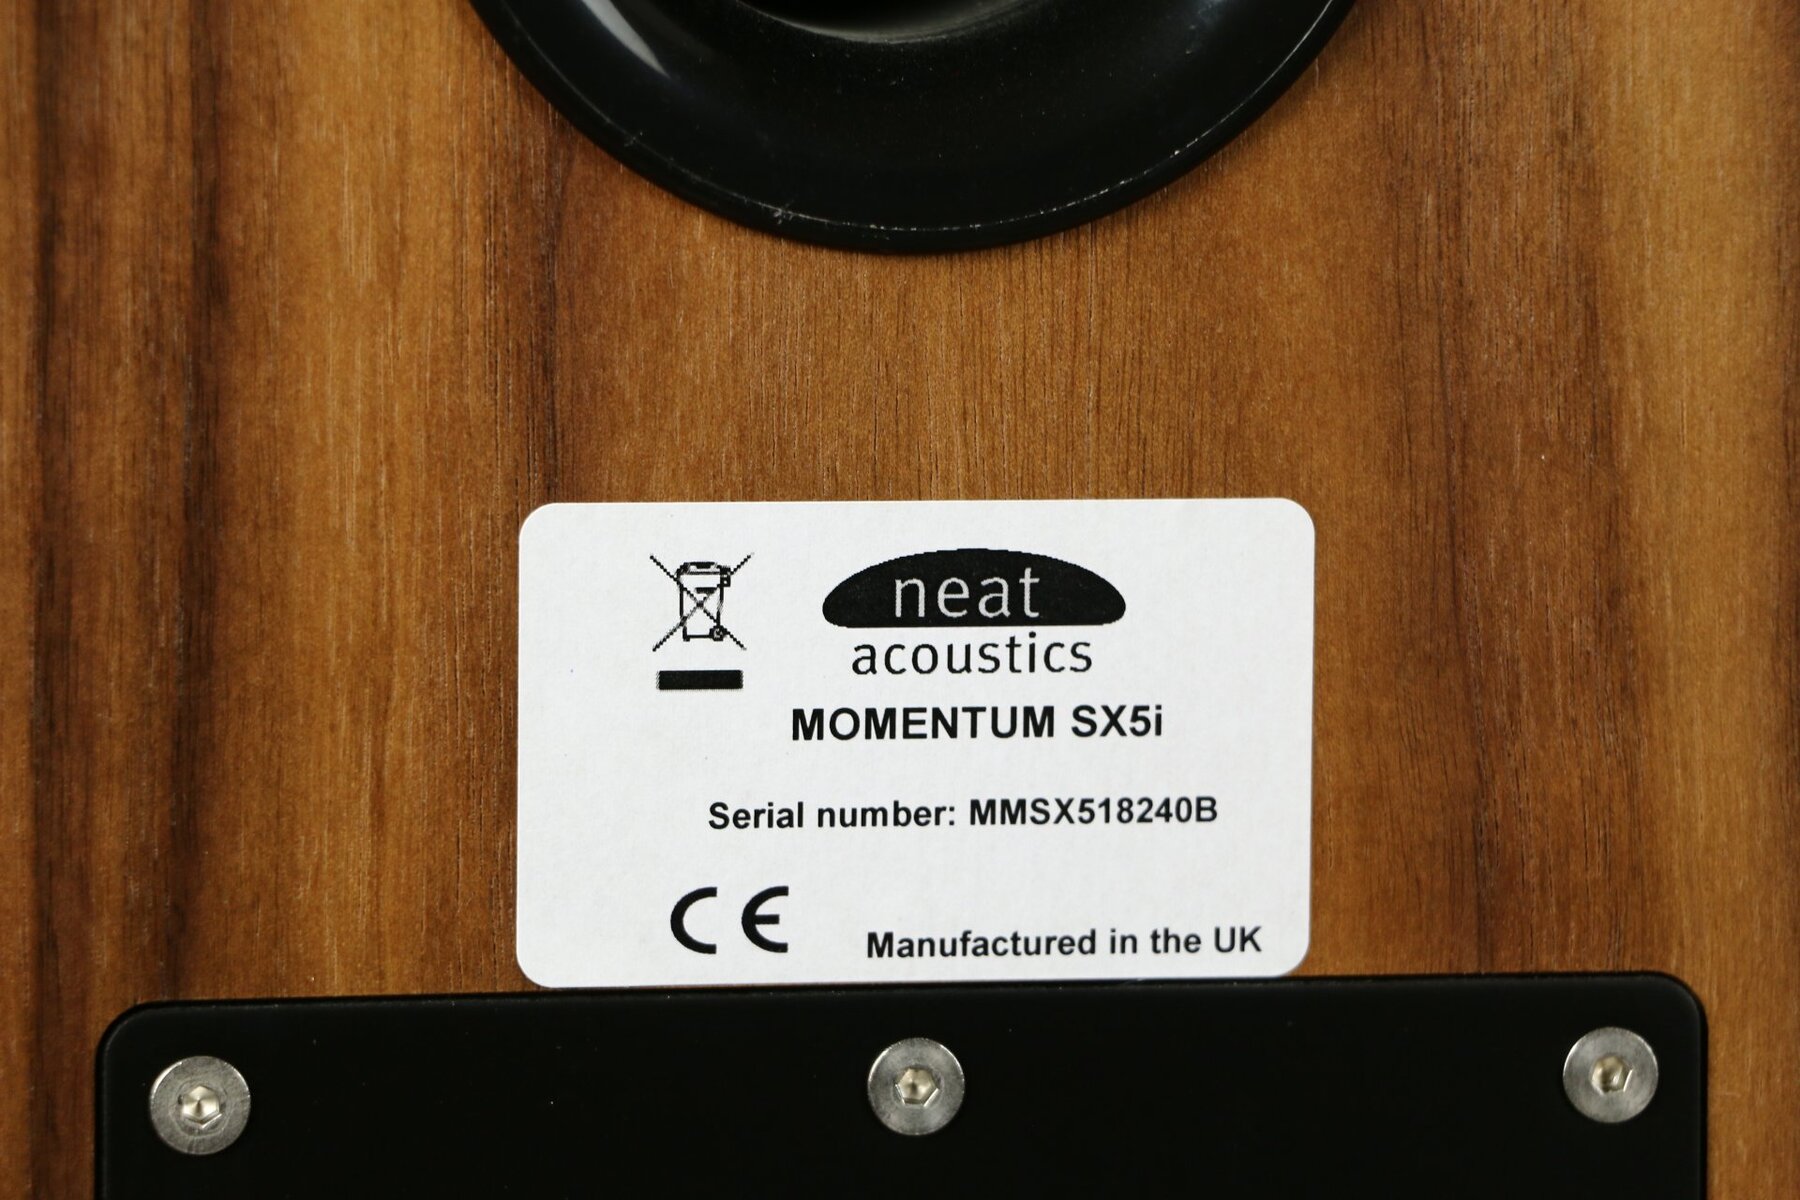 neat
acoustics
MOMENTUM SX5i
Serial number: MMSX518240B
CE
Manufactured in the UK